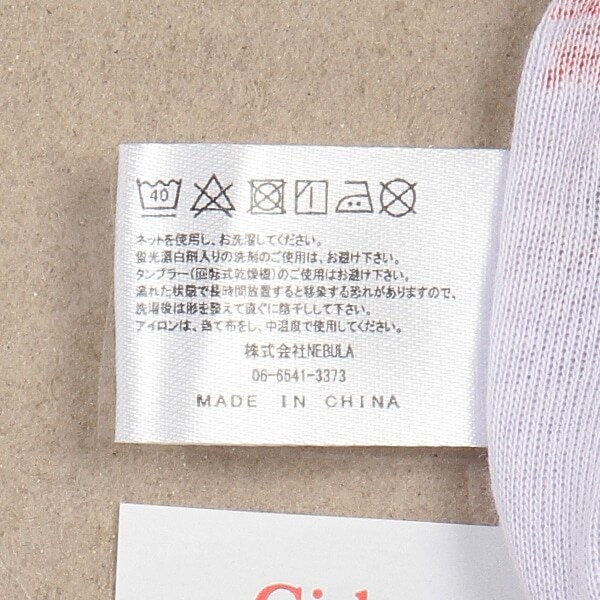 40
ネットを使用し、お洗濯してください。
蛍光漂白剤入りの洗剤のご使用は、お避け下さい。
タンブラー(回転式乾燥機)のご使用はお避け下さい。
濡れた状態で長時間放置すると移染する恐れがありますので、
洗濯後は形を整えて直ぐに陰干しして下さい。
アイロンは、当て布をし、中温度で使用してください。
株式会社NEBULA
06-6541-3373
MADE IN CHINA